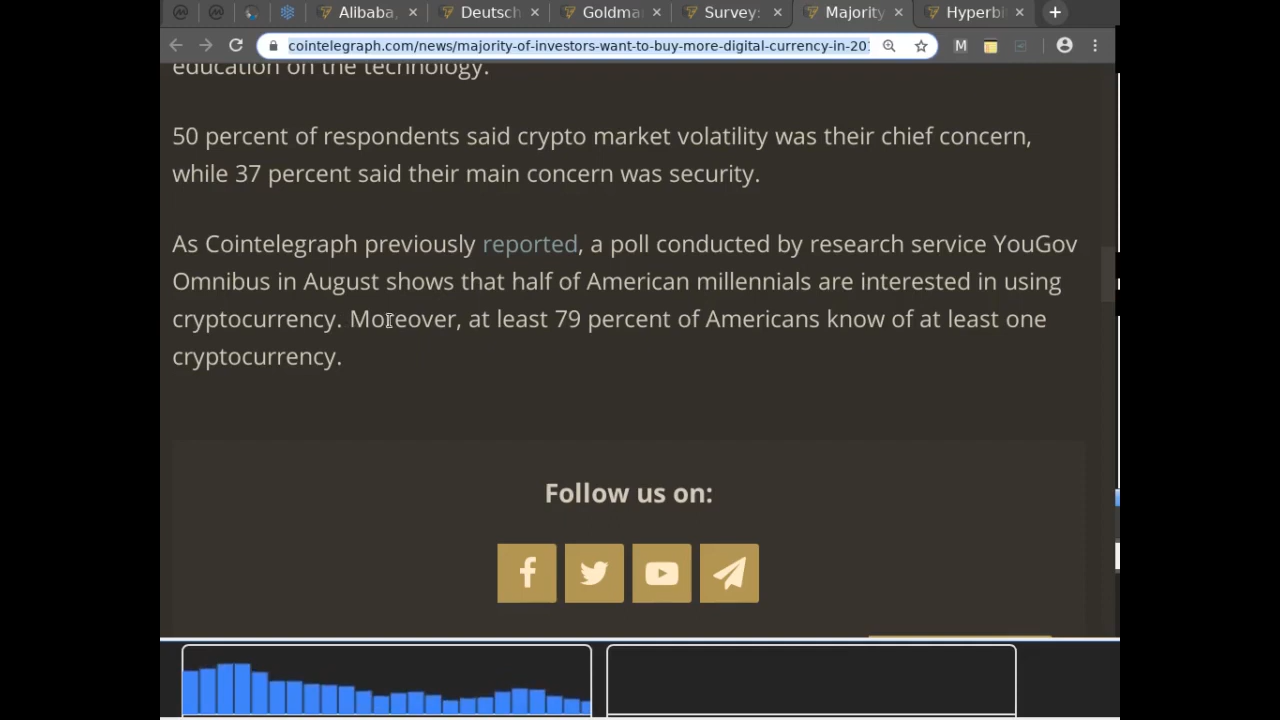 Alibaba,
Deutsch
Goldma
Survey:
Majority
Hyperbi
cointelegraph.com/news/majority-of-investors-want-to-buy-more-digital-currency-in-201
M
education on the technology.
50 percent of respondents said crypto market volatility was their chief concern,
while 37 percent said their main concern was security.
As Cointelegraph previously reported, a poll conducted by research service YouGov
Omnibus in August shows that half of American millennials are interested in using
cryptocurrency. Moreover, at least 79 percent of Americans know of at least one
cryptocurrency.
Follow us on: